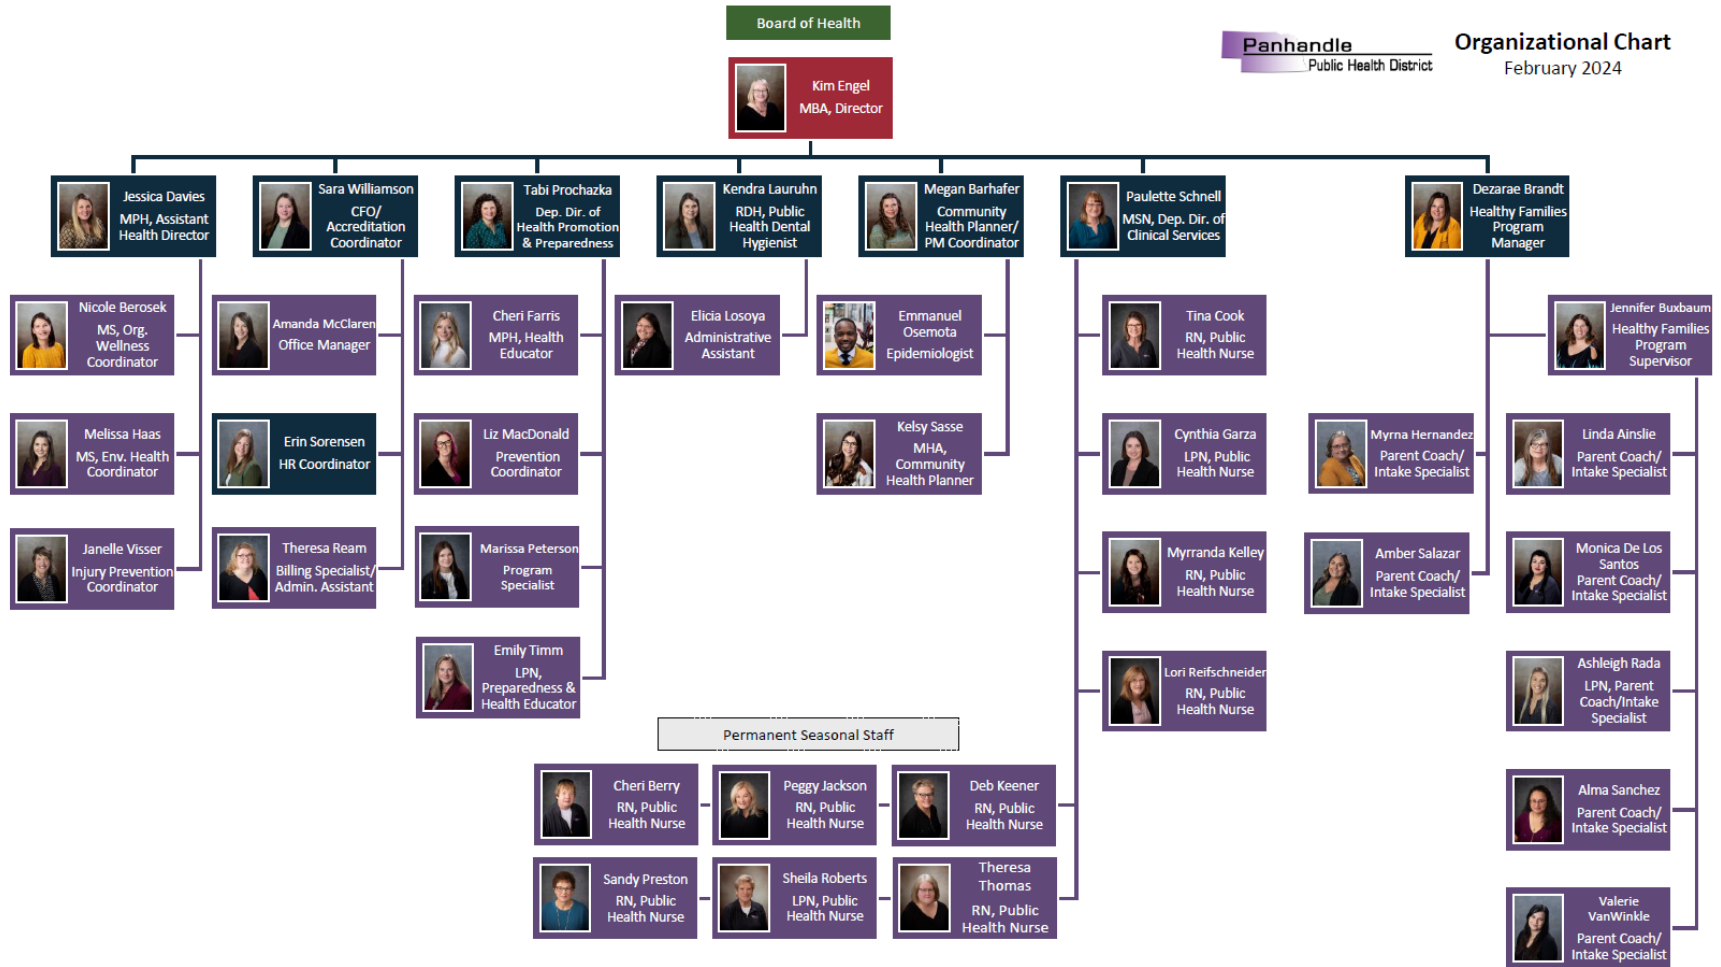 Board of Health
Panhandle
Public Health District
Organizational Chart
February 2024
Kim Engel
MBA, Director
Jessica Davies
MPH, Assistant
Health Director
Sara Williamson
CFO/
Accreditation
Coordinator
Tabi Prochazka
Dep. Dir. of
Health Promotion
& Preparedness
Kendra Lauruhn
RDH, Public
Health Dental
Hygienist
Megan Barhafer
Community
Health Planner/
PM Coordinator
Paulette Schnell
MSN, Dep. Dir. of
Clinical Services
Dezarae Brandt
Healthy Families
Program
Manager
Nicole Berosek
MS, Org.
Wellness
Coordinator
Amanda McClaren
Office Manager
Cheri Farris
MPH, Health
Educator
Elicia Losoya
Administrative
Assistant
Emmanuel
Osemota
Epidemiologist
Tina Cook
RN, Public
Health Nurse
Jennifer Buxbaum
Healthy Families
Program
Supervisor
Melissa Haas
MS, Env. Health
Coordinator
Erin Sorensen
HR Coordinator
Liz MacDonald
Prevention
Coordinator
Kelsy Sasse
MHA,
Community
Health Planner
Cynthia Garza
LPN, Public
Health Nurse
Myrna Hernandez
Parent Coach/
Intake Specialist
Linda Ainslie
Parent Coach/
Intake Specialist
Janelle Visser
Injury Prevention
Coordinator
Theresa Ream
Billing Specialist/
Admin. Assistant
Marissa Peterson
Program
Specialist
Myrranda Kelley
RN, Public
Health Nurse
Amber Salazar
Parent Coach/
Intake Specialist
Monica De Los
Santos
Parent Coach/
Intake Specialist
Emily Timm
LPN,
Preparedness &
Health Educator
Lori Reifschneider
RN, Public
Health Nurse
Ashleigh Rada
LPN, Parent
Coach/Intake
Specialist
Permanent Seasonal Staff
Cheri Berry
RN, Public
Health Nurse
Peggy Jackson
RN, Public
Health Nurse
Deb Keener
RN, Public
Health Nurse
Alma Sanchez
Parent Coach/
Intake Specialist
Sandy Preston
RN, Public
Health Nurse
Sheila Roberts
LPN, Public
Health Nurse
Theresa
Thomas
RN, Public
Health Nurse
Valerie
VanWinkle
Parent Coach/
Intake Specialist